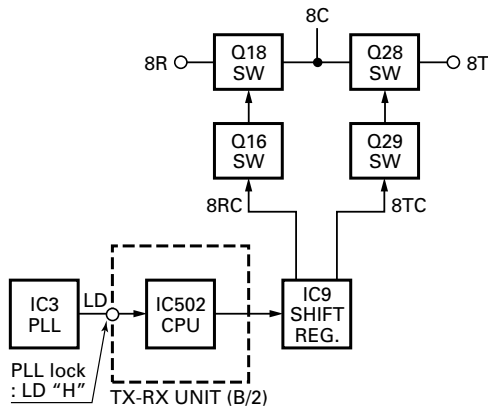 8C
8R
Q18
SW
Q28
SW
8T
Q16
SW
Q29
SW
8RC
8TC
IC3
PLL
LD
IC502
CPU
IC9
SHIFT
REG.
PLL lock
: LD “H”
TX-RX UNIT (B/2)